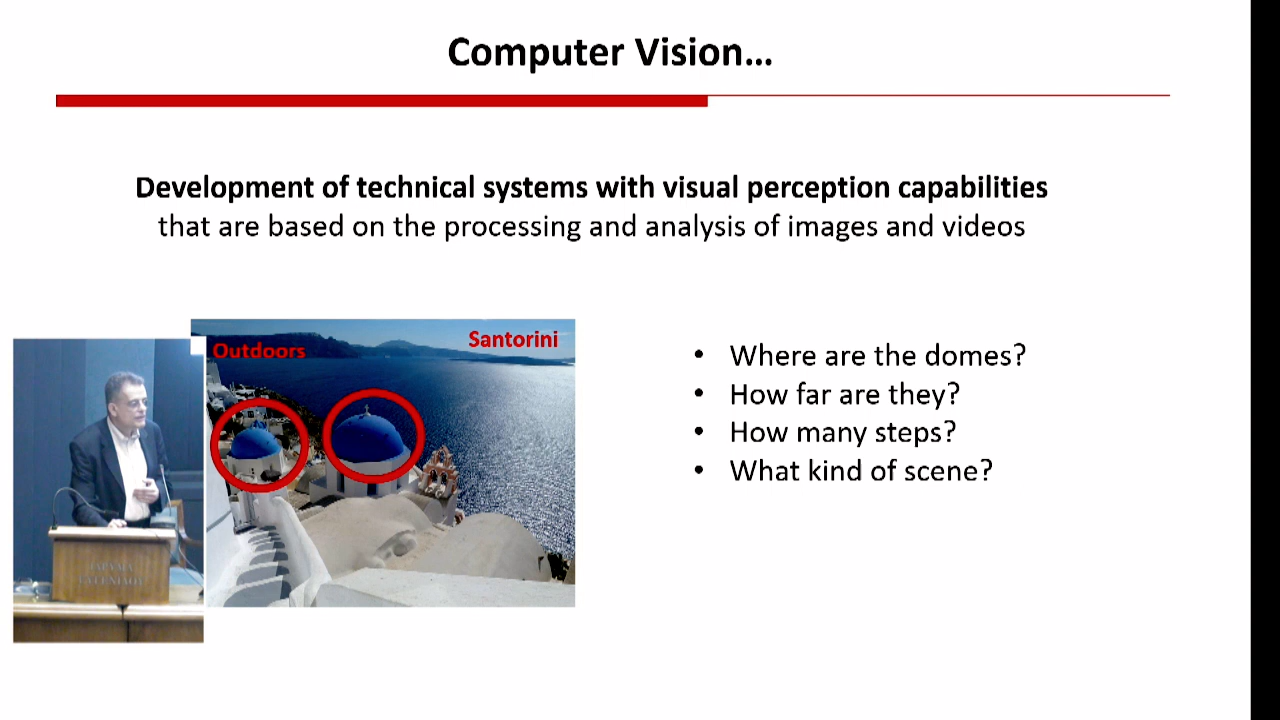 Computer Vision…
Development of technical systems with visual perception capabilities
that are based on the processing and analysis of images and videos
Outdoors
Santorini
• Where are the domes?
• How far are they?
• How many steps?
• What kind of scene?
ΕΥΓΕΝΙΔΟΥ